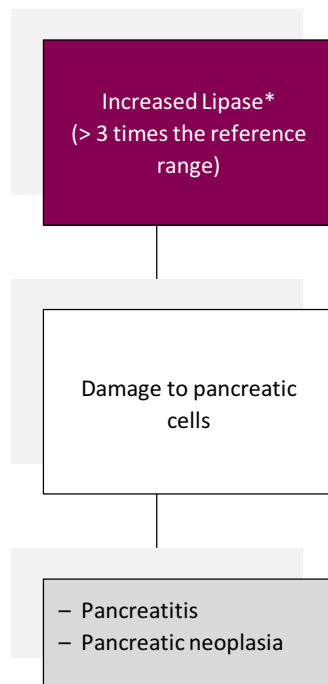 Increased Lipase*
(> 3 times the reference
range)
Damage to pancreatic
cells
– Pancreatitis
– Pancreatic neoplasia